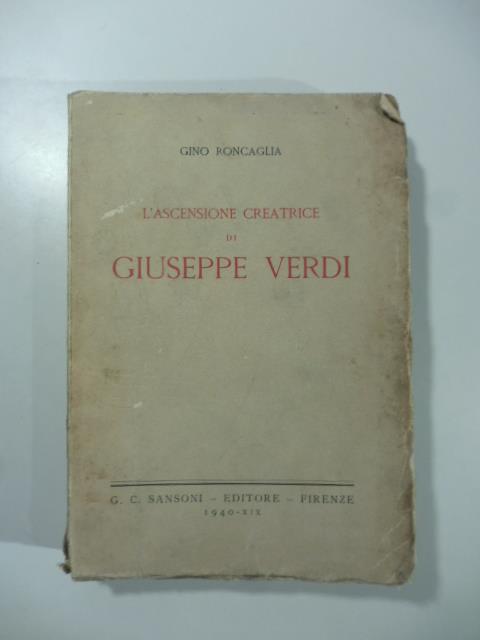 GINO RONCAGLIA
L'ASCENSIONE CREATRICE
DI
GIUSEPPE VERDI
G. C. SANSONI – EDITORE – FIRENZE
1940-XIX